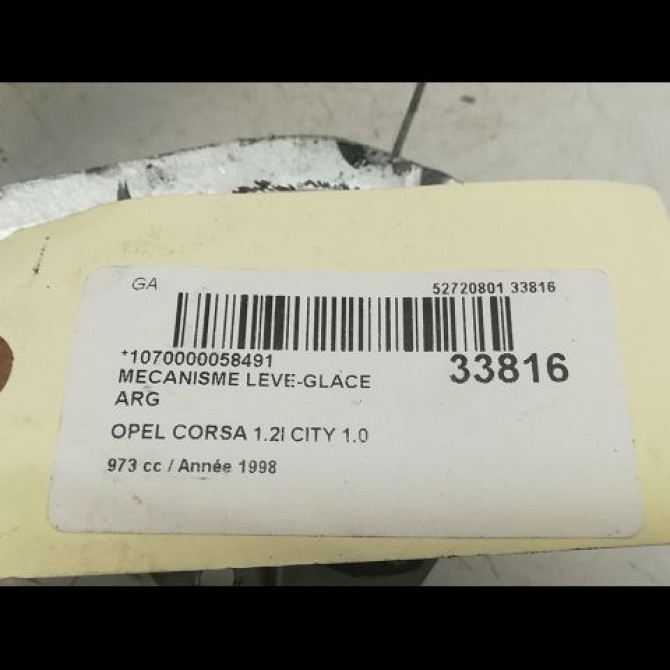 GA
52720801 33816
*1070000058491
33816
MECANISME LEVE-GLACE
ARG
OPEL CORSA 1.2I CITY 1.0
973 cc / Année 1998